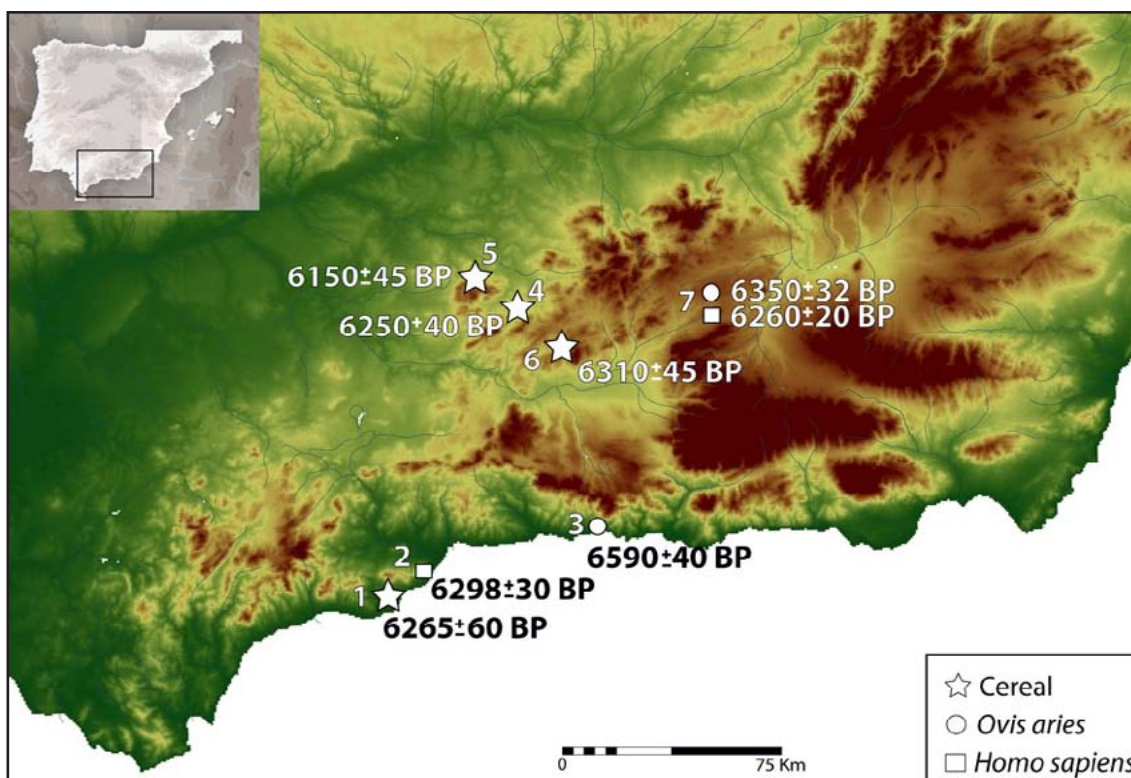 5
6150±45 BP
4
6250±40 BP
7
6350±32 BP
6260±20 BP
6
6310±45 BP
3
6590±40 BP
2
6298±30 BP
1
6265±60 BP
Cereal
Ovis aries
Homo sapiens
0 75 Km